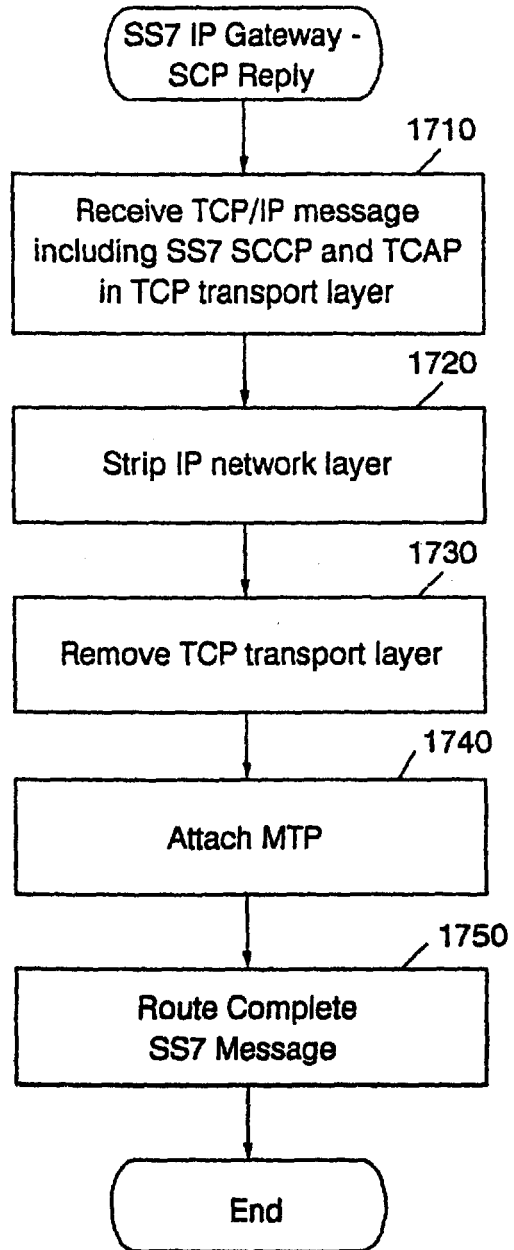 SS7 IP Gateway -
SCP Reply
1710
Receive TCP/IP message
including SS7 SCCP and TCAP
in TCP transport layer
1720
Strip IP network layer
1730
Remove TCP transport layer
1740
Attach MTP
1750
Route Complete
SS7 Message
End